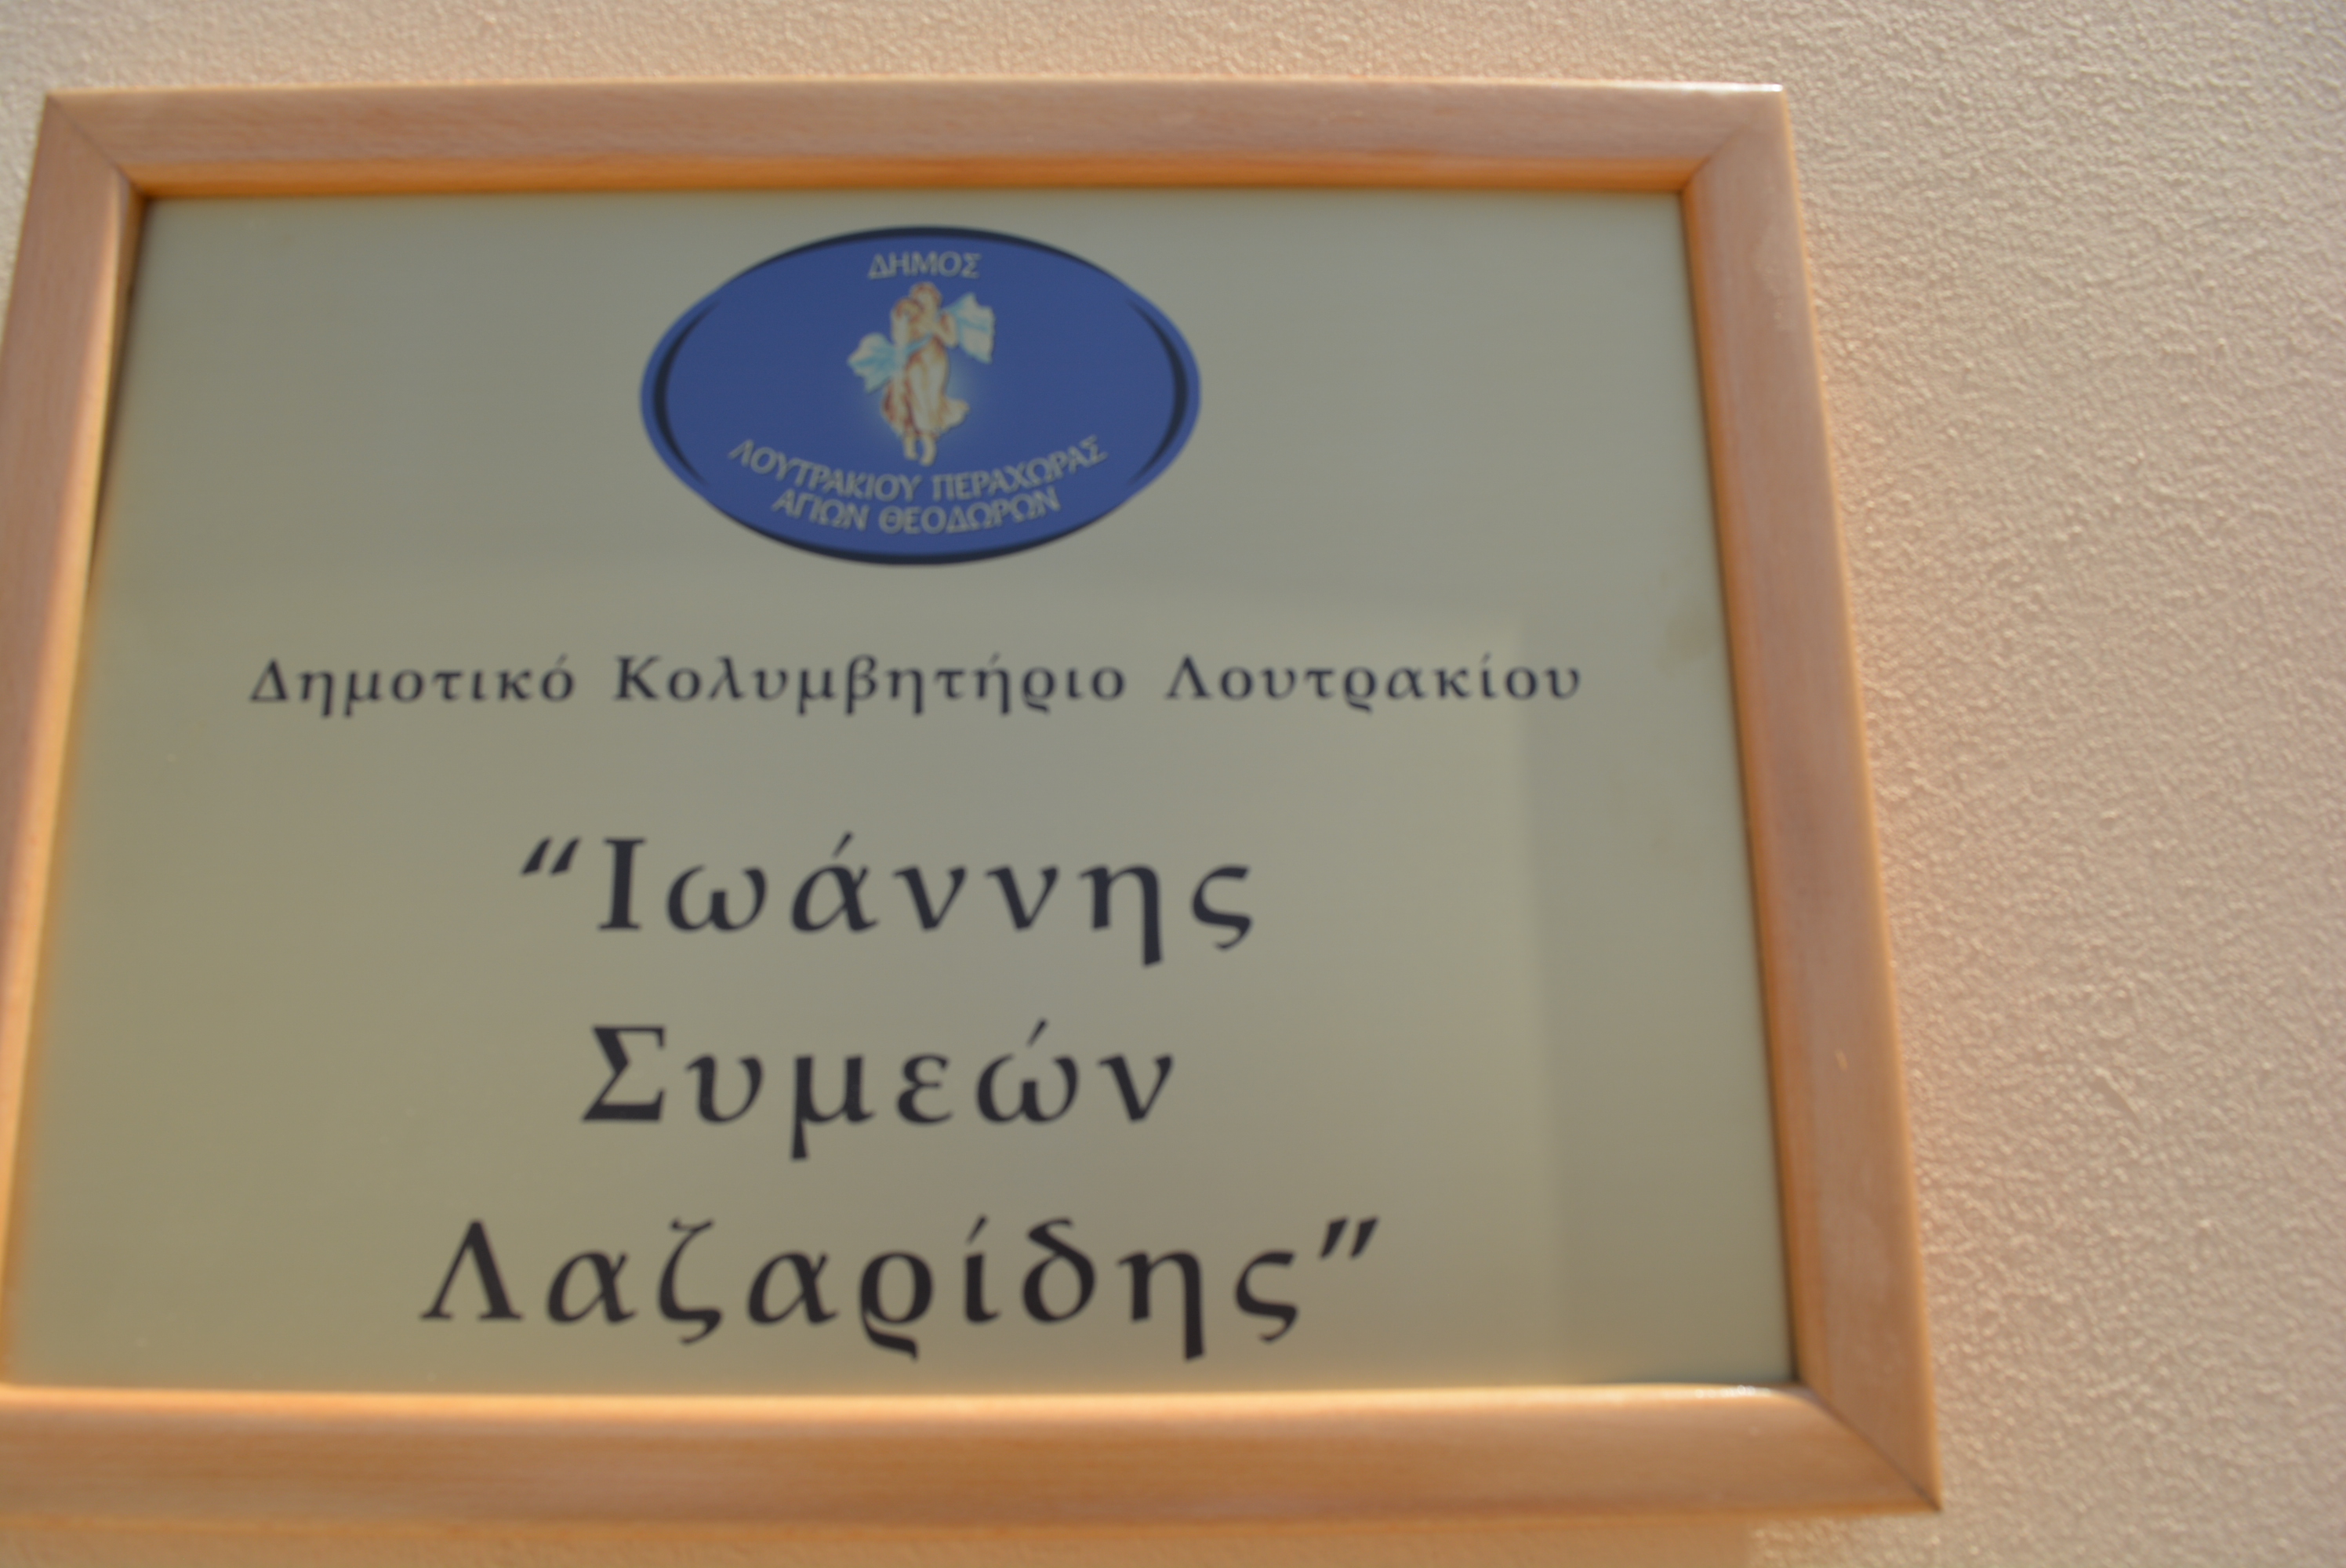 ΔΗΜΟΣ
ΛΟΥΤΡΑΚΙΟΥ ΠΕΡΑΧΩΡΑΣ
ΑΓΙΩΝ ΘΕΟΔΩΡΩΝ
Δημοτικό Κολυμβητήριο Λουτρακίου
“Ιωάννης
Συμεών
Λαζαρίδης”